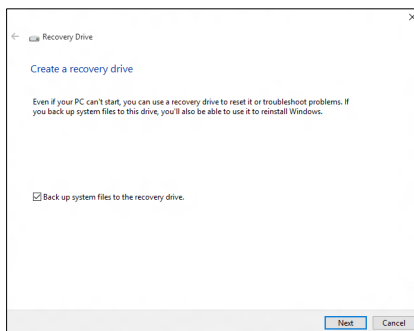 Recovery Drive
Create a recovery drive
Even if your PC can't start, you can use a recovery drive to reset it or troubleshoot problems. If
you back up system files to this drive, you'll also be able to use it to reinstall Windows.
Back up system files to the recovery drive.
Next Cancel